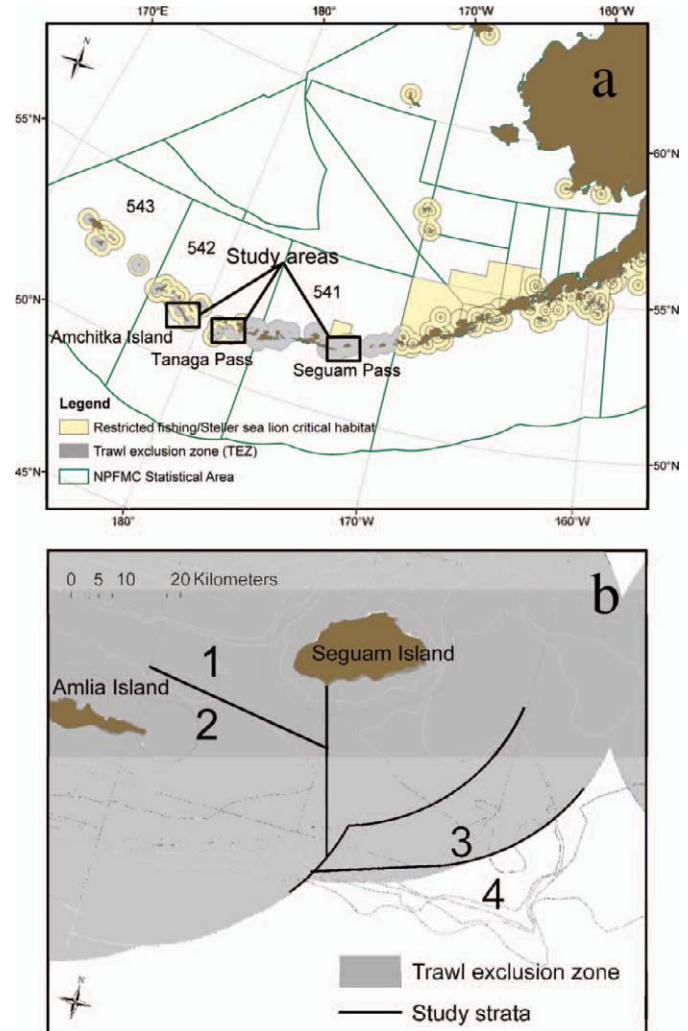 170°E 180° 170°W 160°W
N
a
55°N
60°N
543
542
Study areas
541
50°N
55°N
Amchitka Island
Tanaga Pass
Seguam Pass
Legend
Restricted fishing/Steller sea lion critical habitat
Trawl exclusion zone (TEZ)
NPFMC Statistical Area
45°N
50°N
180° 170°W 160°W
b
0 5 10 20 Kilometers
1
Seguam Island
Amlia Island
2
3
4
Trawl exclusion zone
Study strata
N